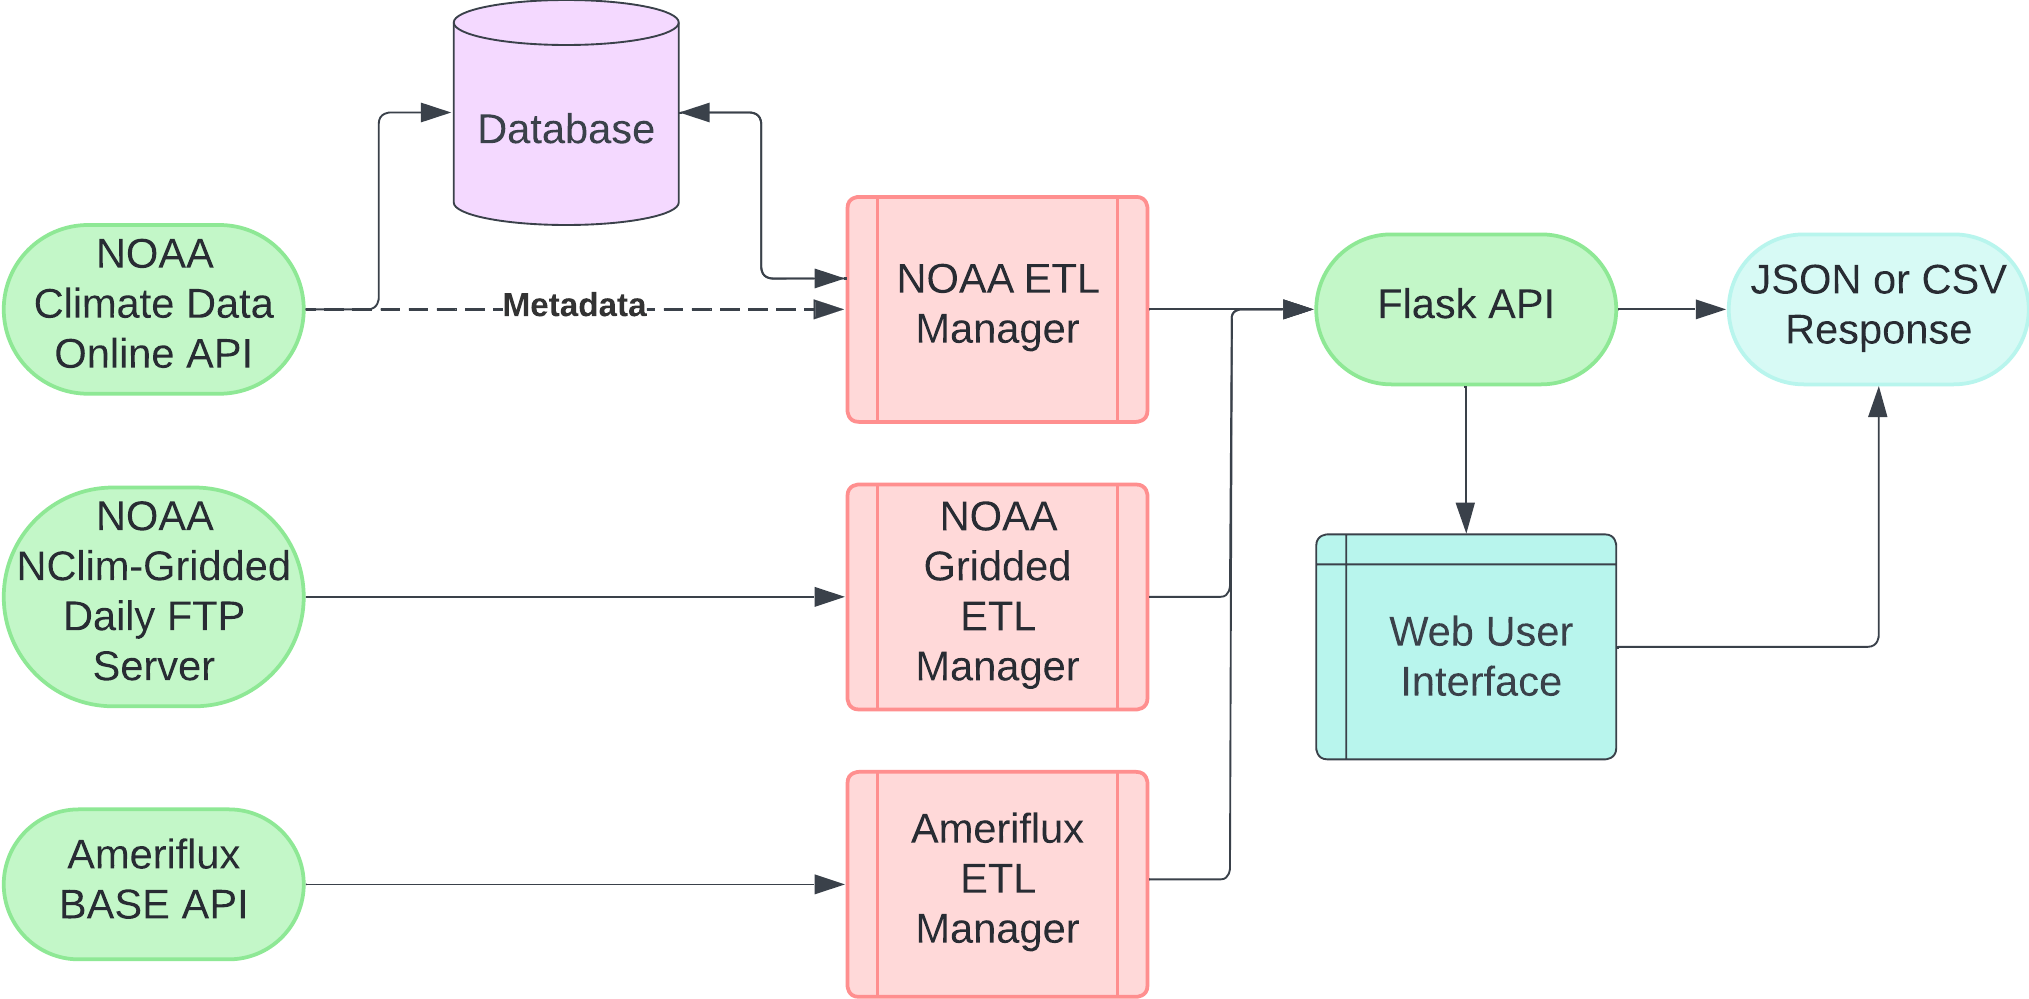 Database
NOAA
Climate Data
Online API
Metadata
NOAA ETL
Manager
Flask API
JSON or CSV
Response
NOAA
NClim-Gridded
Daily FTP
Server
NOAA
Gridded
ETL
Manager
Web User
Interface
Ameriflux
BASE API
Ameriflux
ETL
Manager